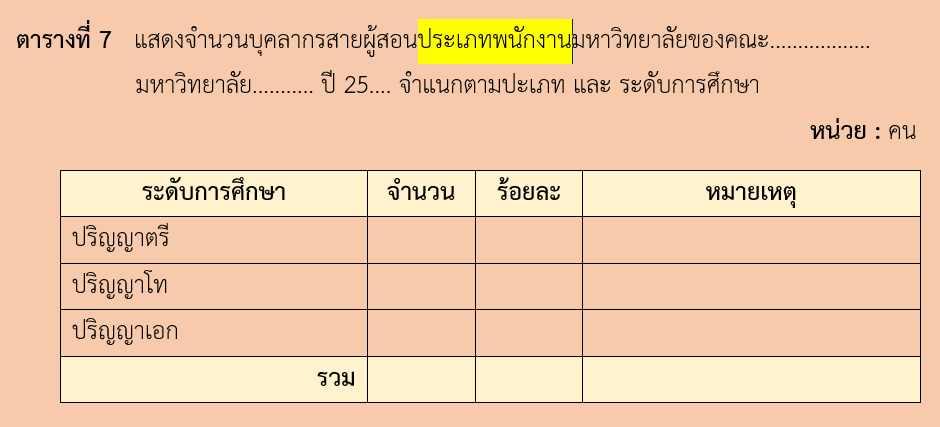 ตารางที่ 7 แสดงจำนวนบุคลากรสายผู้สอนประเภทพนักงานมหาวิทยาลัยของคณะ..................
มหาวิทยาลัย........... ปี 25.... จำแนกตามปะเภท และ ระดับการศึกษา
หน่วย : คน
ระดับการศึกษา จำนวน ร้อยละ หมายเหตุ
ปริญญาตรี
ปริญญาโท
ปริญญาเอก
รวม